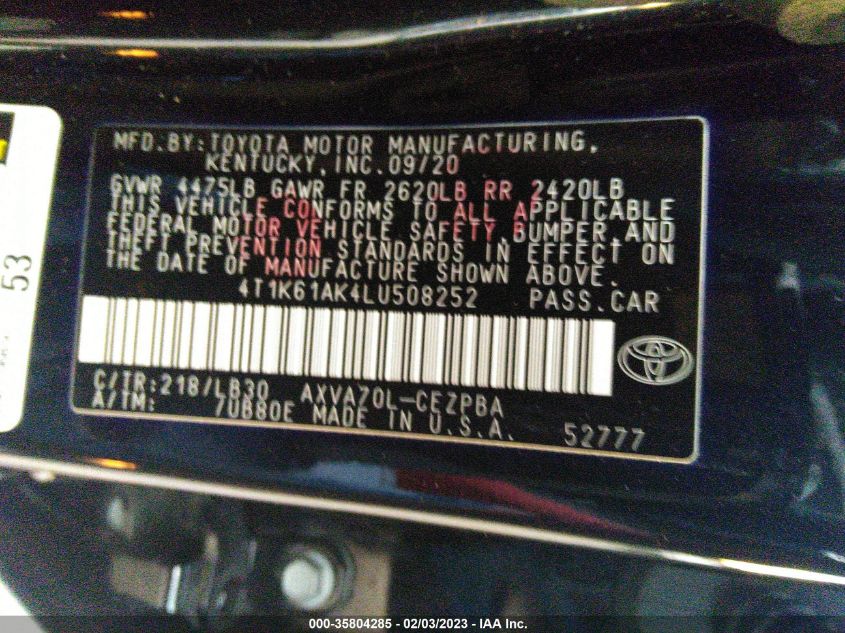 MFD.BY:TOYOTA MOTOR MANUFACTURING,
KENTUCKY,INC.09/20
GVWR 4475LB GAWR FR 2620LB RR 2420LB
THIS VEHICLE CONFORMS TO ALL APPLICABLE
FEDERAL MOTOR VEHICLE SAFETY,BUMPER,AND
THEFT PREVENTION STANDARDS IN EFFECT ON
THE DATE OF MANUFACTURE SHOWN ABOVE.
4T1K61AK4LU508252 PASS.CAR
C/TR:218/LB30 AXVA70L-CEZPBA
A/TM: 7UB80E MADE IN U.S.A. 52777
53
000-35804285 - 02/03/2023 - IAA Inc.